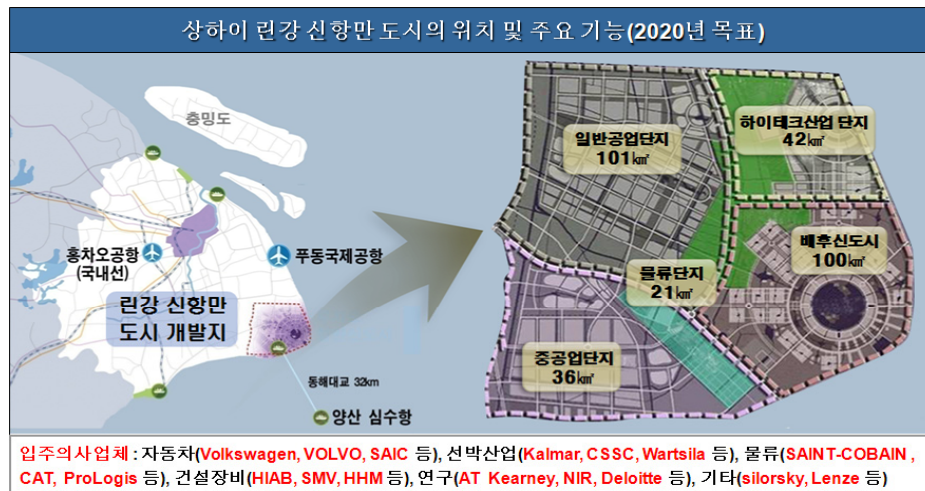 상하이 린강 신항만 도시의 위치 및 주요 기능(2020년 목표)
충밍도
홍차오공항
(국내선)
푸동국제공항
린강 신항만
도시 개발지
동해대교 32km
양산 심수항
일반공업단지
101㎢
하이테크산업 단지
42㎢
배후신도시
100㎢
물류단지
21㎢
중공업단지
36㎢
입주의사업체 : 자동차(Volkswagen, VOLVO, SAIC 등), 선박산업(Kalmar, CSSC, Wartsila 등), 물류(SAINT-COBAIN ,
CAT, ProLogis 등), 건설장비(HIAB, SMV, HHM 등), 연구(AT Kearney, NIR, Deloitte 등), 기타(silorsky, Lenze 등)